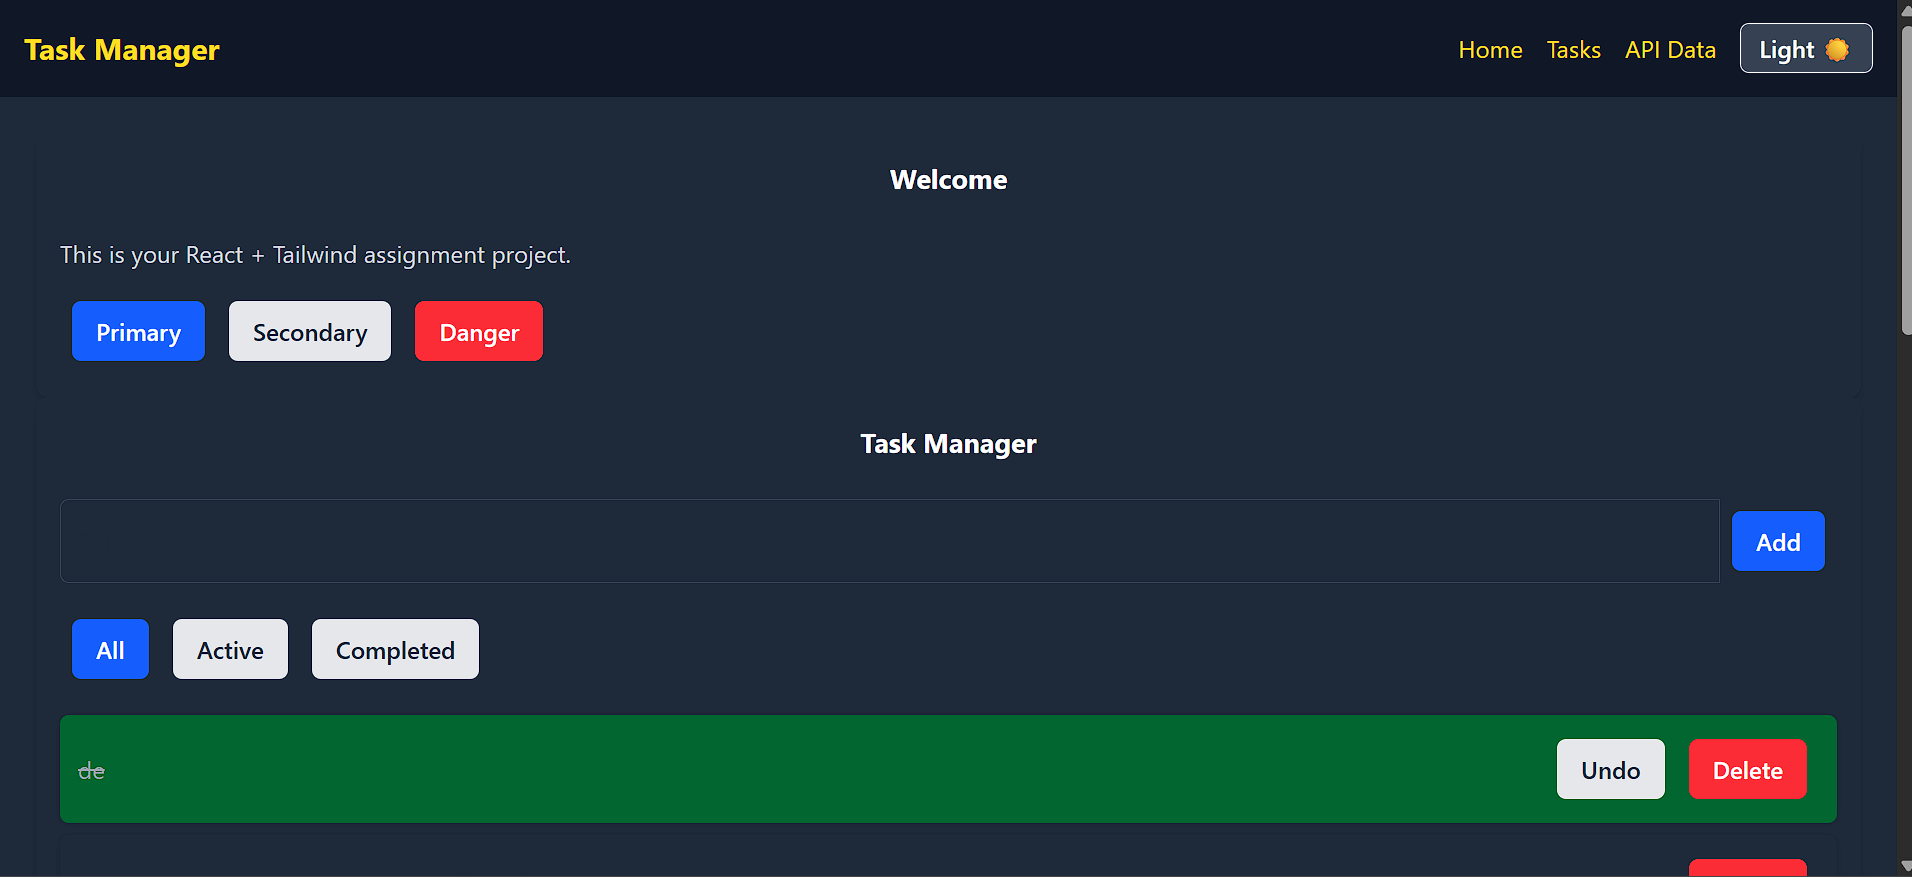 Task Manager
Home Tasks API Data Light
Welcome
This is your React + Tailwind assignment project.
Primary Secondary Danger
Task Manager
Add
All Active Completed
de Undo Delete